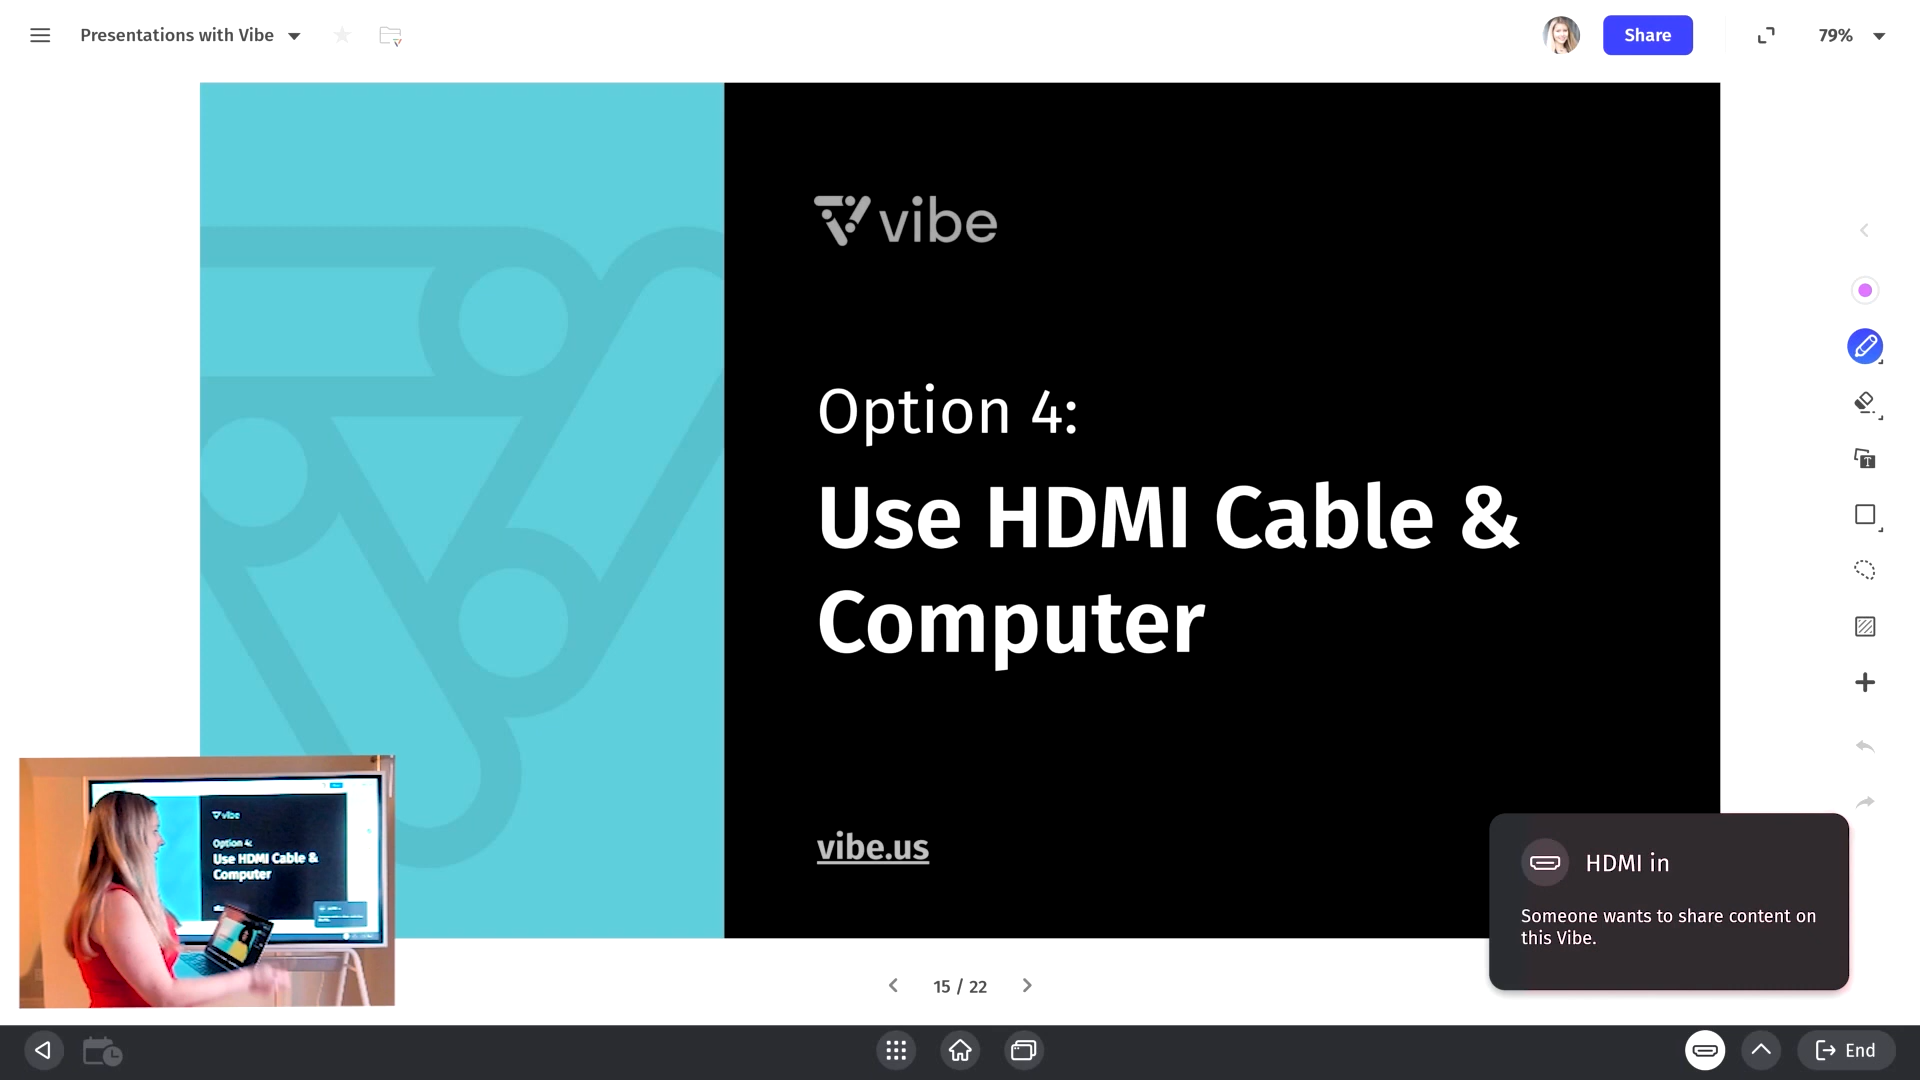 Presentations with Vibe
Share
79%
vibe
Option 4:
Use HDMI Cable &
Computer
vibe.us
vibe
Option 4:
Use HDMI Cable &
Computer
HDMI in
Someone wants to share content on
this Vibe.
15 / 22
End